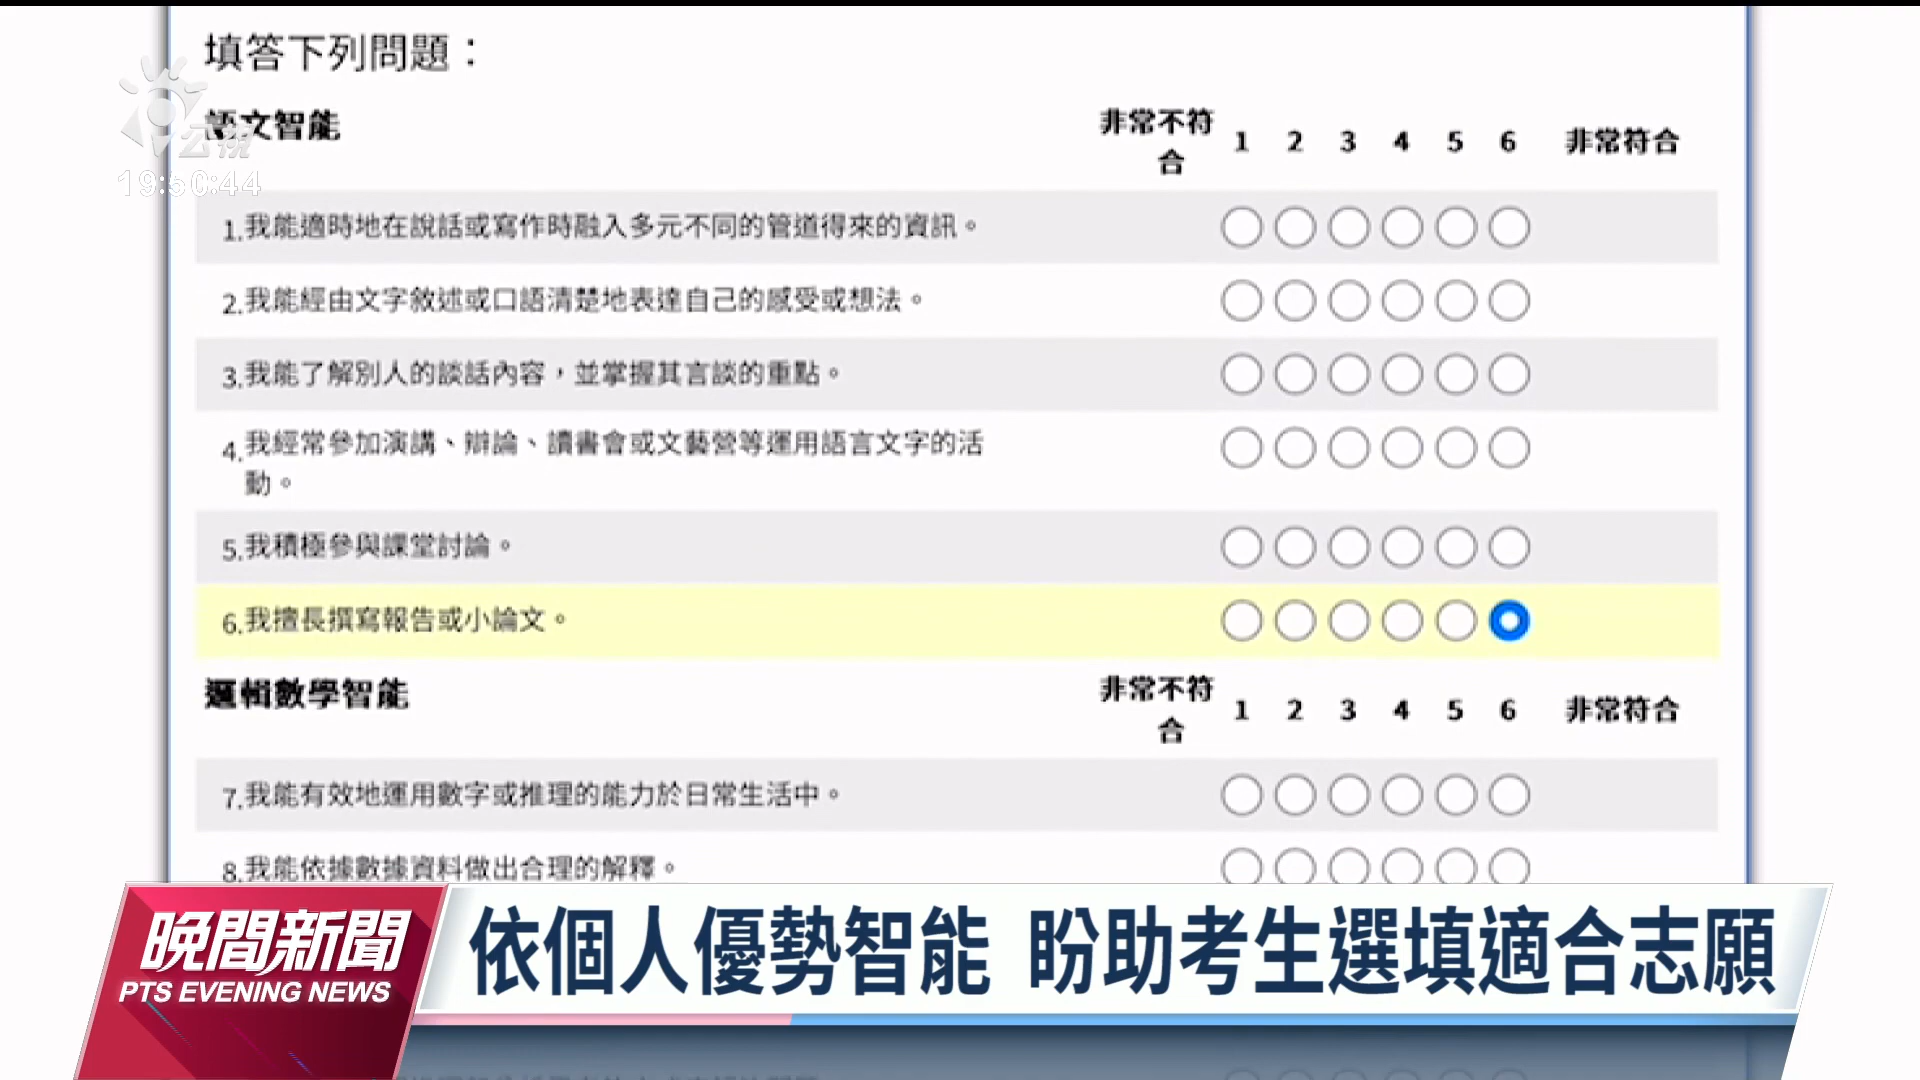 填答下列問題：
公視
19:50:44
語文智能
非常不符合 1 2 3 4 5 6 非常符合
1.我能適時地在說話或寫作時融入多元不同的管道得來的資訊。
2.我能經由文字敘述或口語清楚地表達自己的感受或想法。
3.我能了解別人的談話內容，並掌握其言談的重點。
4.我經常參加演講、辯論、讀書會或文藝營等運用語言文字的活
動。
5.我積極參與課堂討論。
6.我擅長撰寫報告或小論文。
邏輯數學智能
非常不符合 1 2 3 4 5 6 非常符合
7.我能有效地運用數字或推理的能力於日常生活中。
8.我能依據數據資料做出合理的解釋。
晚間新聞
PTS EVENING NEWS
依個人優勢智能 盼助考生選填適合志願